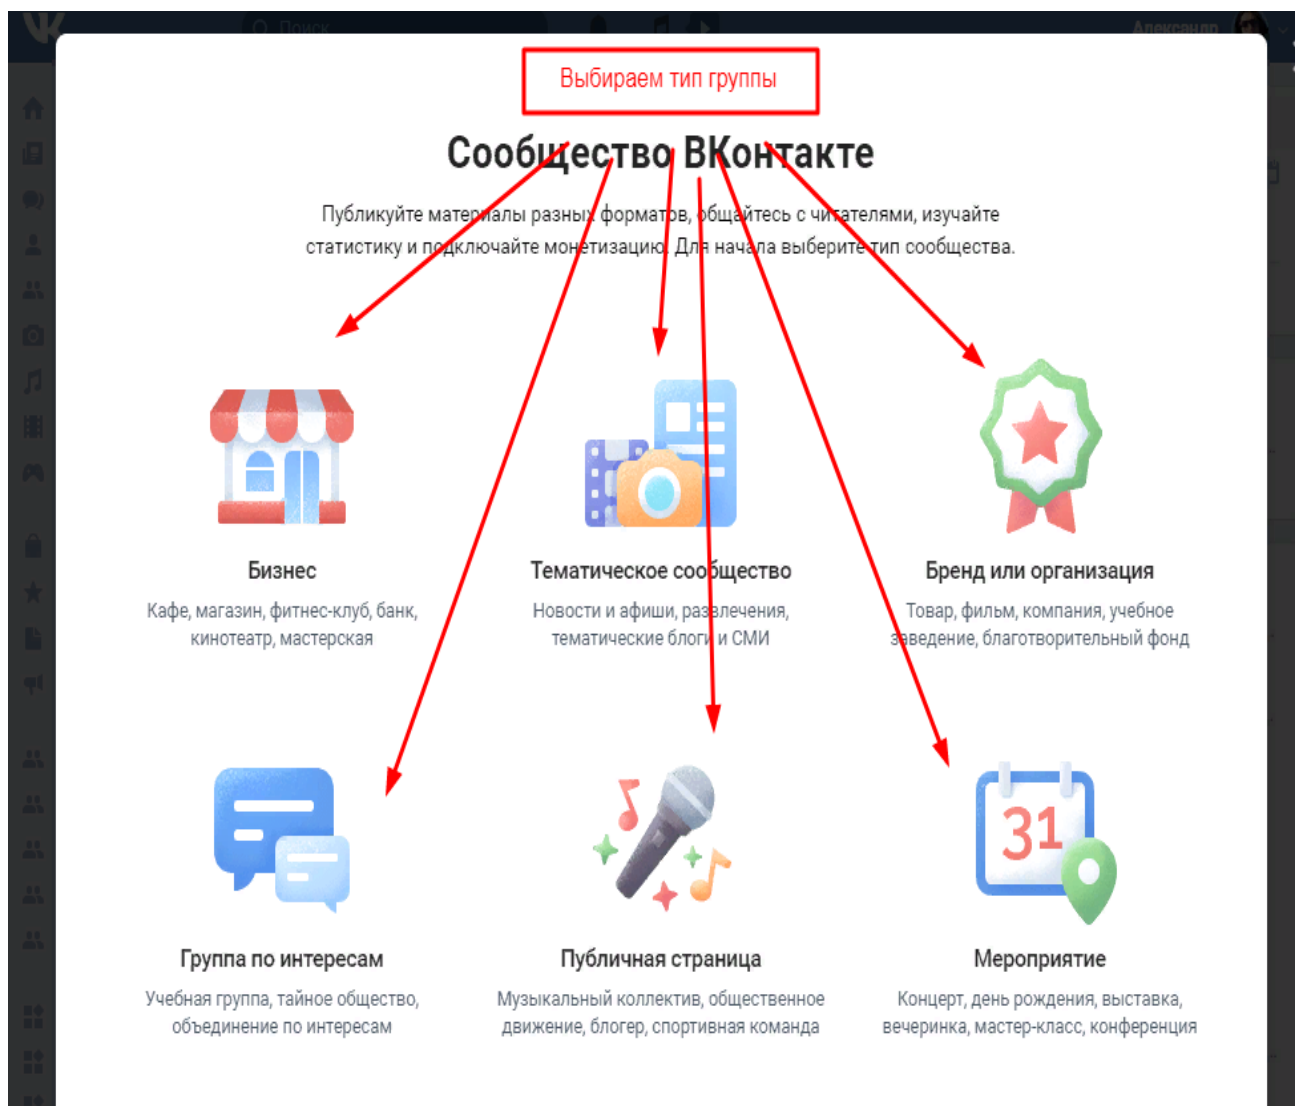 Поиск
Александр
Выбираем тип группы
Сообщество ВКонтакте
Публикуйте материалы разных форматов, общайтесь с читателями, изучайте
статистику и подключайте монетизацию. Для начала выберите тип сообщества.
Бизнес
Кафе, магазин, фитнес-клуб, банк,
кинотеатр, мастерская
Тематическое сообщество
Новости и афиши, развлечения,
тематические блоги и СМИ
Бренд или организация
Товар, фильм, компания, учебное
заведение, благотворительный фонд
31
Группа по интересам
Учебная группа, тайное общество,
объединение по интересам
Публичная страница
Музыкальный коллектив, общественное
движение, блогер, спортивная команда
Мероприятие
Концерт, день рождения, выставка,
вечеринка, мастер-класс, конференция